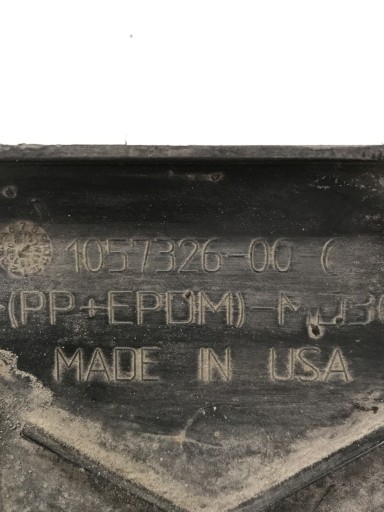 1057326-00-C
(PP+EPDM)-
MADE IN USA